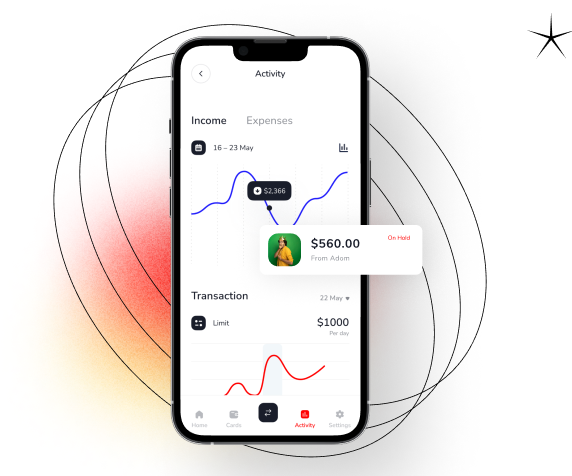 Activity
Income Expenses
16 – 23 May
$2,366
$560.00
On Hold
From Adom
Transaction
22 May
Limit
$1000
Per day
Home Cards Activity Settings